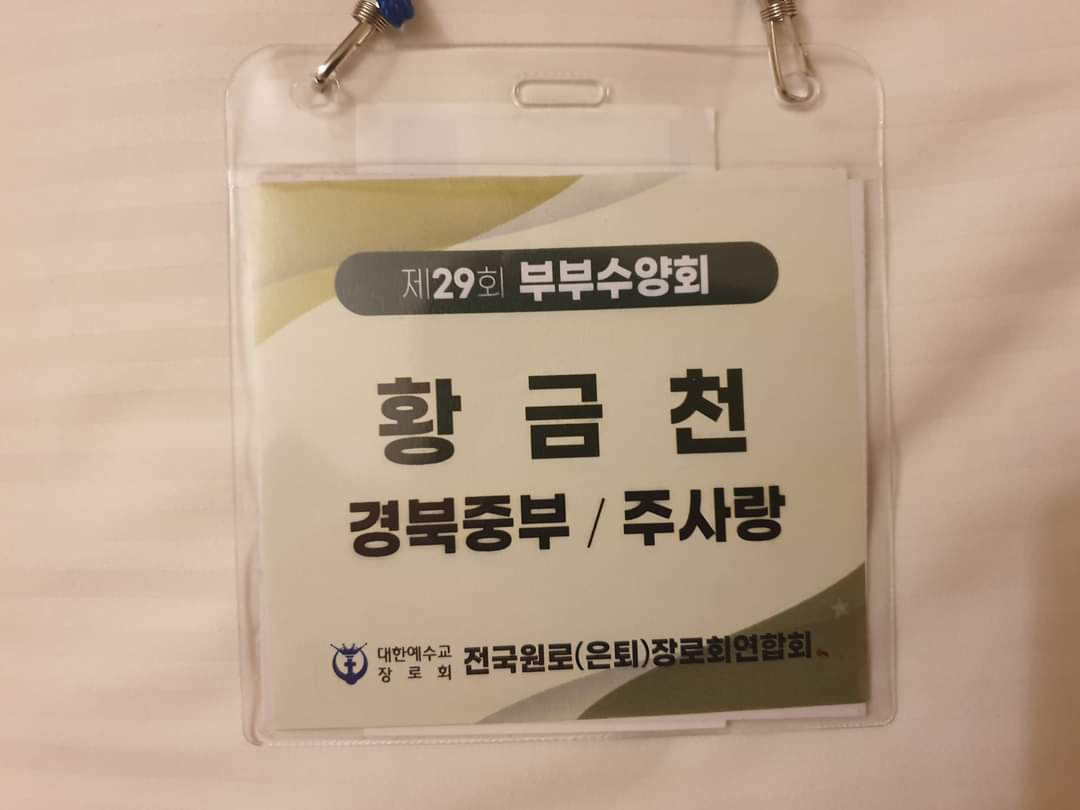 제29회 부부수양회
황 금 천
경북중부 / 주사랑
대한예수교
장 로 회
전국원로(은퇴)장로회연합회